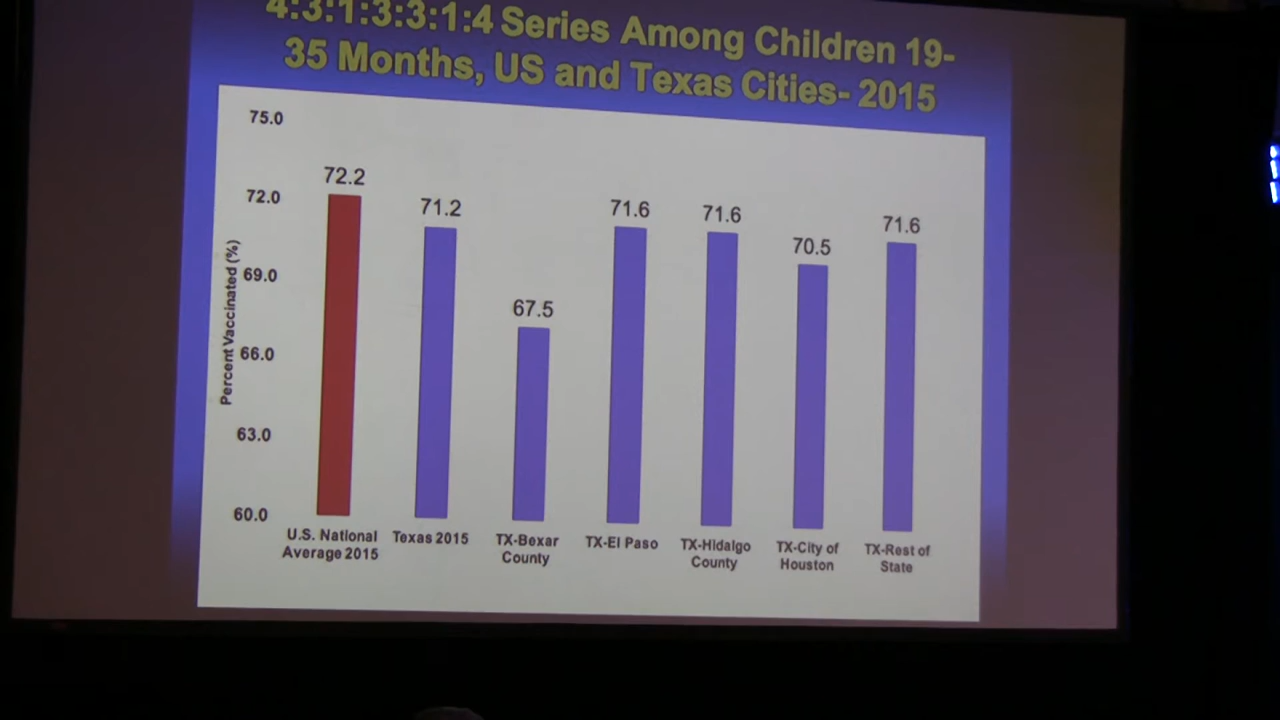 4:3:1:3:3:1:4 Series Among Children 19-
35 Months, US and Texas Cities- 2015
75.0
72.0
69.0
66.0
63.0
60.0
Percent Vaccinated (%)
72.2
71.2
67.5
71.6
71.6
70.5
71.6
U.S. National
Average 2015
Texas 2015
TX-Bexar
County
TX-El Paso
TX-Hidalgo
County
TX-City of
Houston
TX-Rest of
State